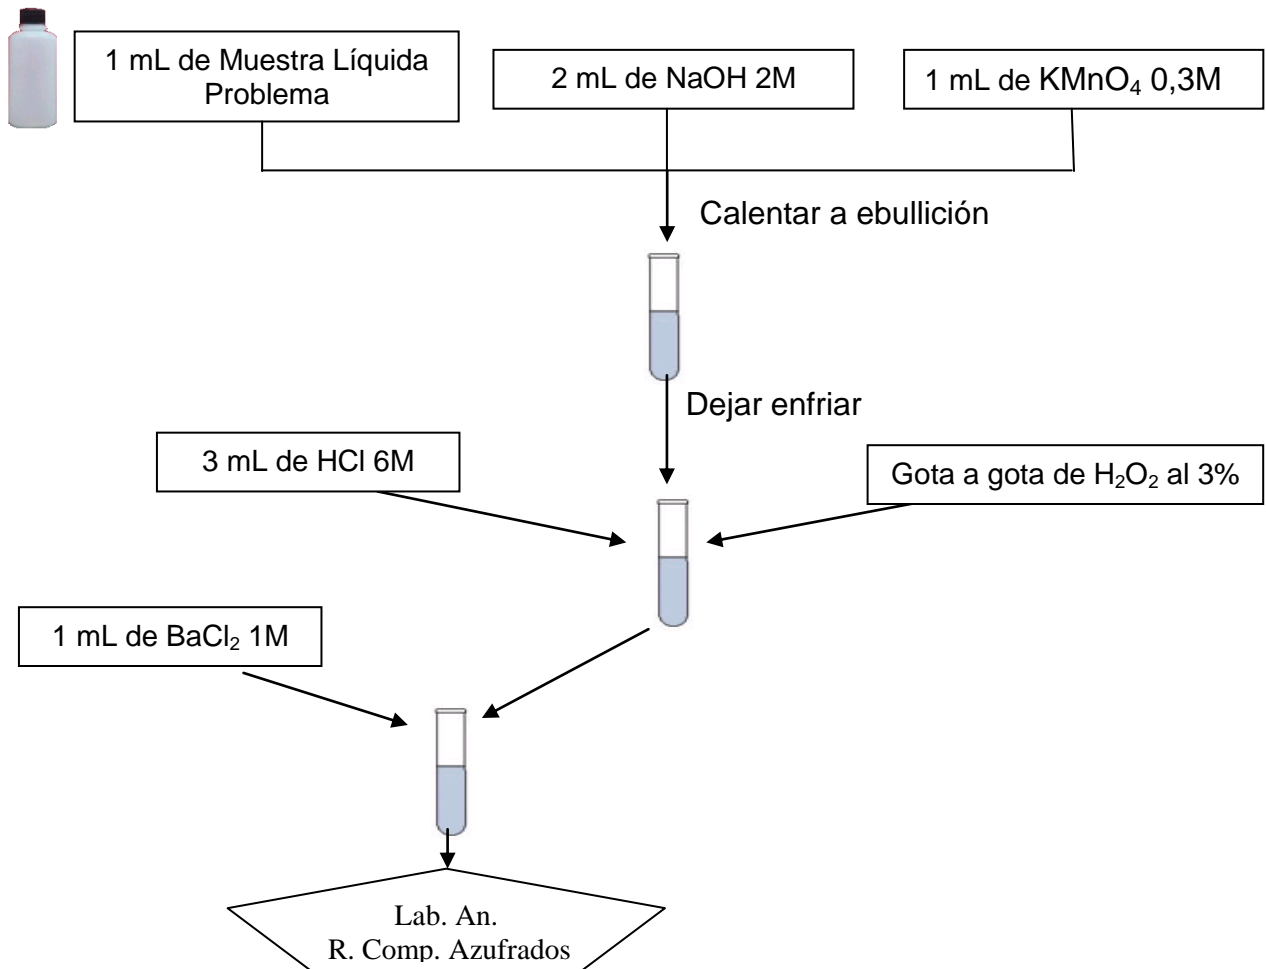 1 mL de Muestra Líquida
Problema
2 mL de NaOH 2M
1 mL de KMnO₄ 0,3M
Calentar a ebullición
Dejar enfriar
3 mL de HCl 6M
Gota a gota de H₂O₂ al 3%
1 mL de BaCl₂ 1M
Lab. An.
R. Comp. Azufrados